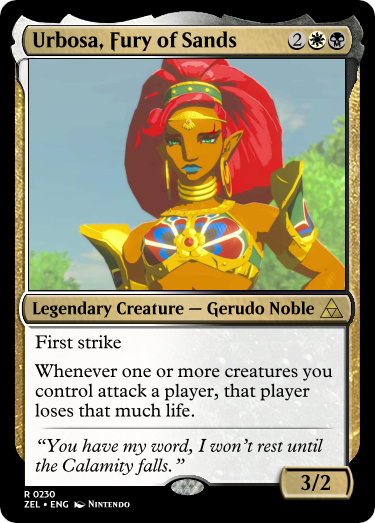 Urbosa, Fury of Sands 2
Legendary Creature — Gerudo Noble
First strike
Whenever one or more creatures you
control attack a player, that player
loses that much life.
“You have my word, I won't rest until
the Calamity falls.”
3/2
R 0230
ZEL • ENG Nintendo